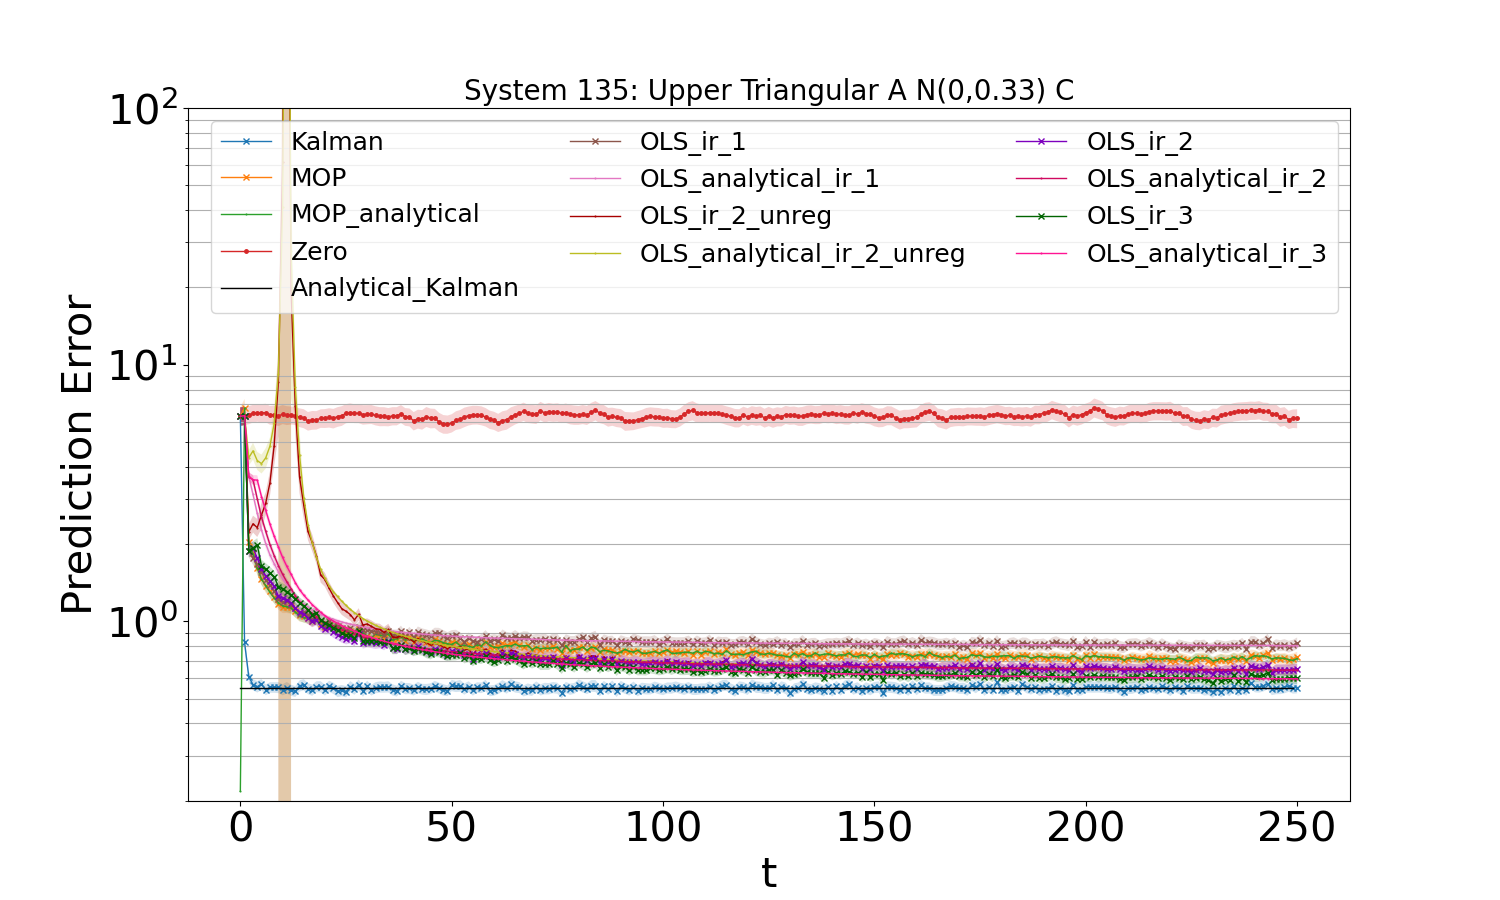 System 135: Upper Triangular A N(0,0.33) C
10²
10¹
10⁰
Prediction Error
Kalman
MOP
MOP_analytical
Zero
Analytical_Kalman
OLS_ir_1
OLS_analytical_ir_1
OLS_ir_2_unreg
OLS_analytical_ir_2_unreg
OLS_ir_2
OLS_analytical_ir_2
OLS_ir_3
OLS_analytical_ir_3
0 50 100 150 200 250
t